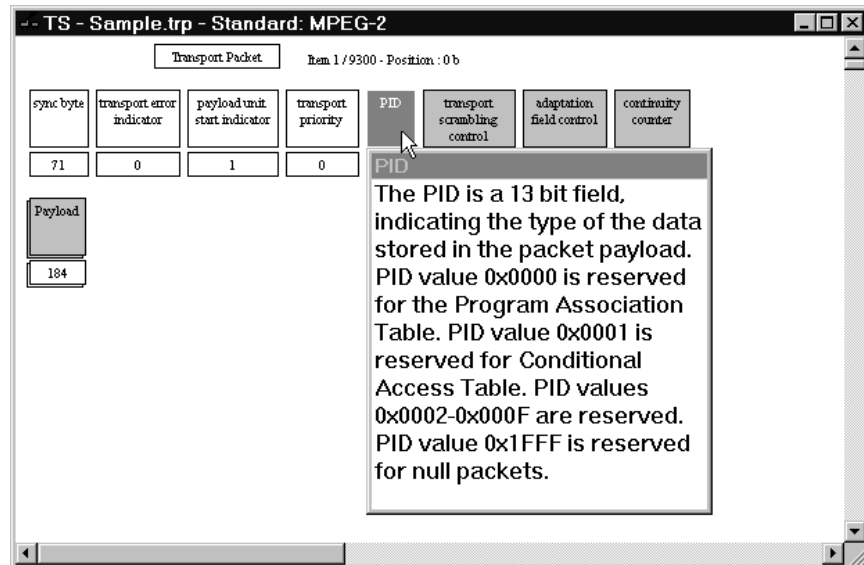 TS - Sample.trp - Standard: MPEG-2
Transport Packet Item 1 / 9300 - Position : 0 b
sync byte
transport error
indicator
payload unit
start indicator
transport
priority
PID
transport
scrambling
control
adaptation
field control
continuity
counter
71 0 1 0
PID
The PID is a 13 bit field,
indicating the type of the data
stored in the packet payload.
PID value 0x0000 is reserved
for the Program Association
Table. PID value 0x0001 is
reserved for Conditional
Access Table. PID values
0x0002-0x000F are reserved.
PID value 0x1FFF is reserved
for null packets.
Payload
184